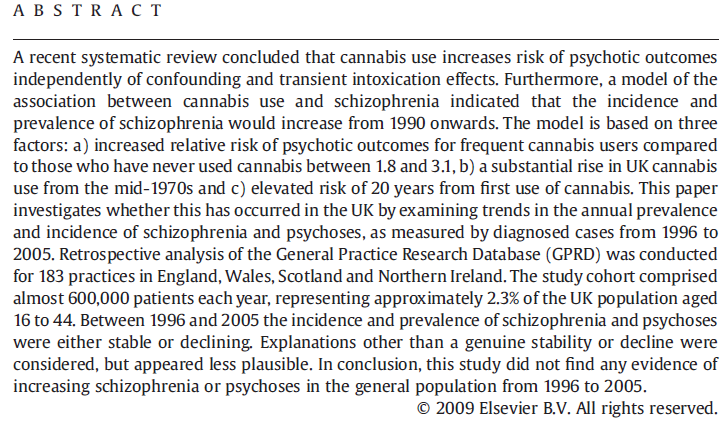 A B S T R A C T
A recent systematic review concluded that cannabis use increases risk of psychotic outcomes
independently of confounding and transient intoxication effects. Furthermore, a model of the
association between cannabis use and schizophrenia indicated that the incidence and
prevalence of schizophrenia would increase from 1990 onwards. The model is based on three
factors: a) increased relative risk of psychotic outcomes for frequent cannabis users compared
to those who have never used cannabis between 1.8 and 3.1, b) a substantial rise in UK cannabis
use from the mid-1970s and c) elevated risk of 20 years from first use of cannabis. This paper
investigates whether this has occurred in the UK by examining trends in the annual prevalence
and incidence of schizophrenia and psychoses, as measured by diagnosed cases from 1996 to
2005. Retrospective analysis of the General Practice Research Database (GPRD) was conducted
for 183 practices in England, Wales, Scotland and Northern Ireland. The study cohort comprised
almost 600,000 patients each year, representing approximately 2.3% of the UK population aged
16 to 44. Between 1996 and 2005 the incidence and prevalence of schizophrenia and psychoses
were either stable or declining. Explanations other than a genuine stability or decline were
considered, but appeared less plausible. In conclusion, this study did not find any evidence of
increasing schizophrenia or psychoses in the general population from 1996 to 2005.
© 2009 Elsevier B.V. All rights reserved.